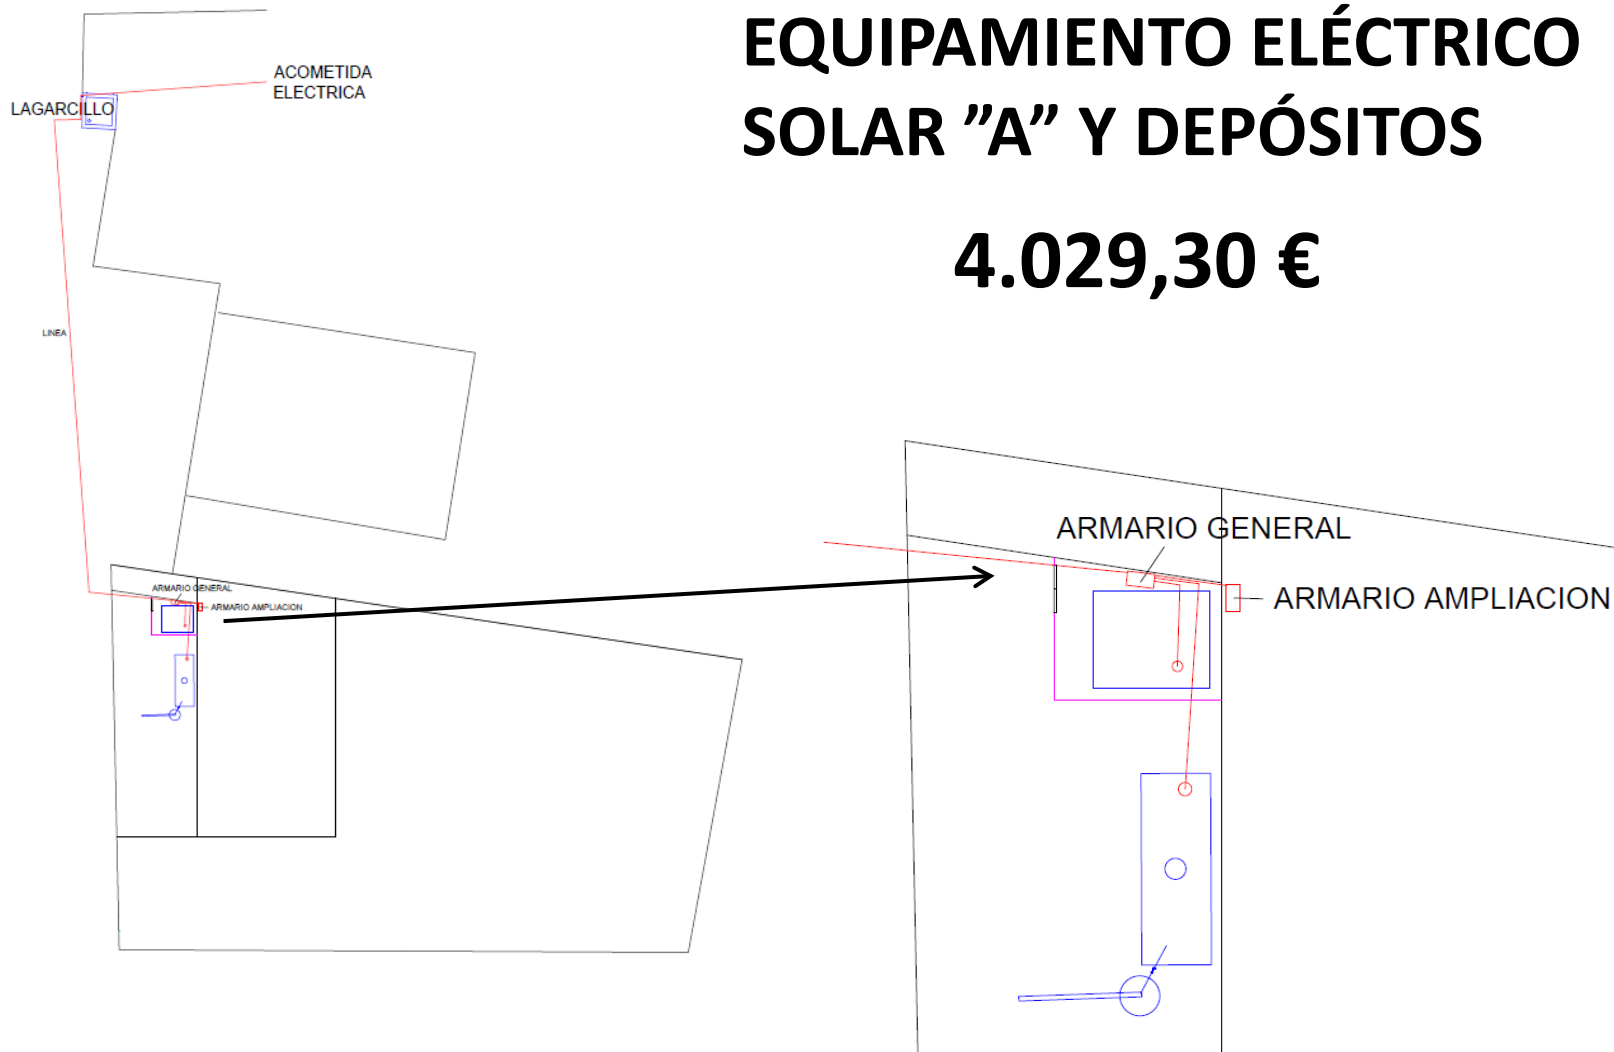 EQUIPAMIENTO ELÉCTRICO
SOLAR ”A” Y DEPÓSITOS
4.029,30 €
ACOMETIDA
ELECTRICA
LAGARCILLO
LINEA
ARMARIO GENERAL
ARMARIO AMPLIACION
ARMARIO GENERAL
ARMARIO AMPLIACION